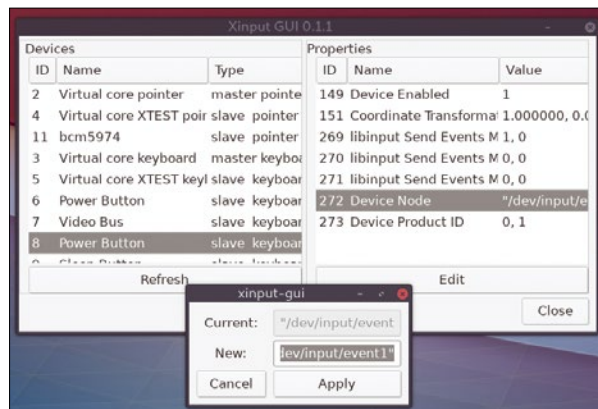 Xinput GUI 0.1.1
Devices
ID Name Type
2 Virtual core pointer master pointe
4 Virtual core XTEST poir slave pointer
11 bcm5974 slave pointer
3 Virtual core keyboard master keyboa
5 Virtual core XTEST keyl slave keyboar
6 Power Button slave keyboar
7 Video Bus slave keyboar
8 Power Button slave keyboar
Refresh
Properties
ID Name Value
149 Device Enabled 1
151 Coordinate Transforma 1.000000, 0.0
269 libinput Send Events M 1, 0
270 libinput Send Events M 0, 0
271 libinput Send Events M 0, 0
272 Device Node "/dev/input/e
273 Device Product ID 0, 1
Edit
Close
xinput-gui
Current: "/dev/input/event
New: dev/input/event1"
Cancel Apply